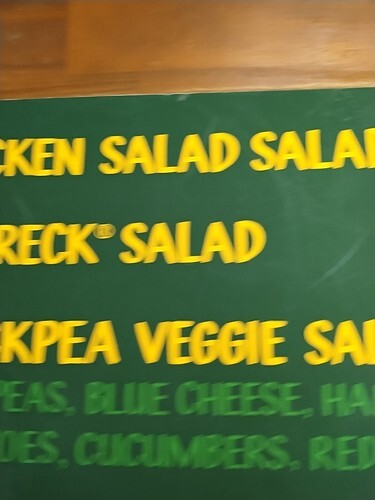 CKEN SALAD SALA
RECK® SALAD
KPEA VEGGIE SA
PEAS, BLUE CHEESE, HA
OES, CUCUMBERS, RED